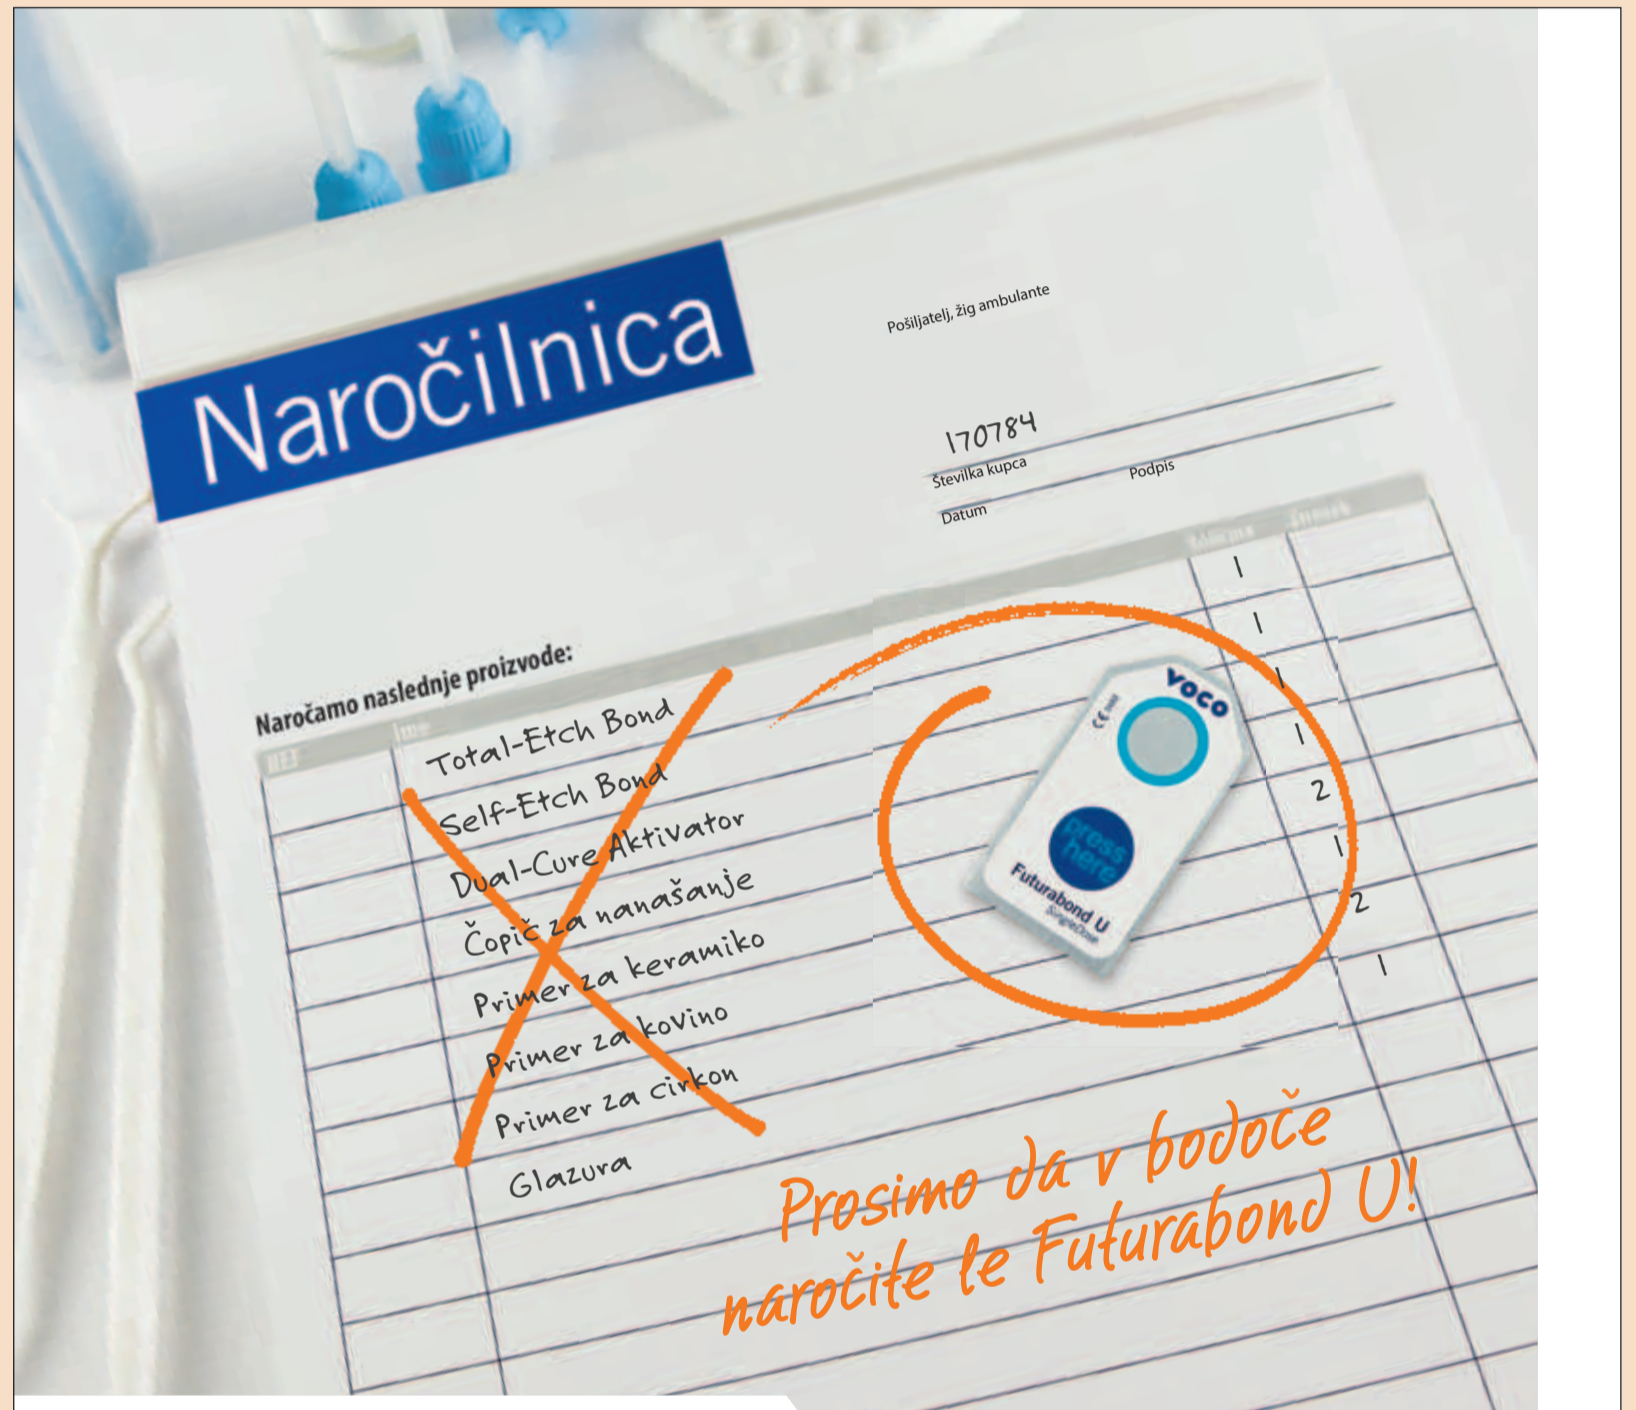 Naročilnica
Pošiljatelj, žig ambulante
170784
Številka kupca
Podpis
Datum
Naročamo naslednje proizvode:
REF
Ime
Total-Etch Bond
1
Self-Etch Bond
1
Dual-Cure Aktivator
1
Čopič za nanašanje
1
Primer za keramiko
2
Primer za kovino
1
Primer za cirkon
2
Glazura
1
VOCO
press
here
Futurabond U
SingleDose
Prosimo da v bodoče
naročite le Futurabond U!